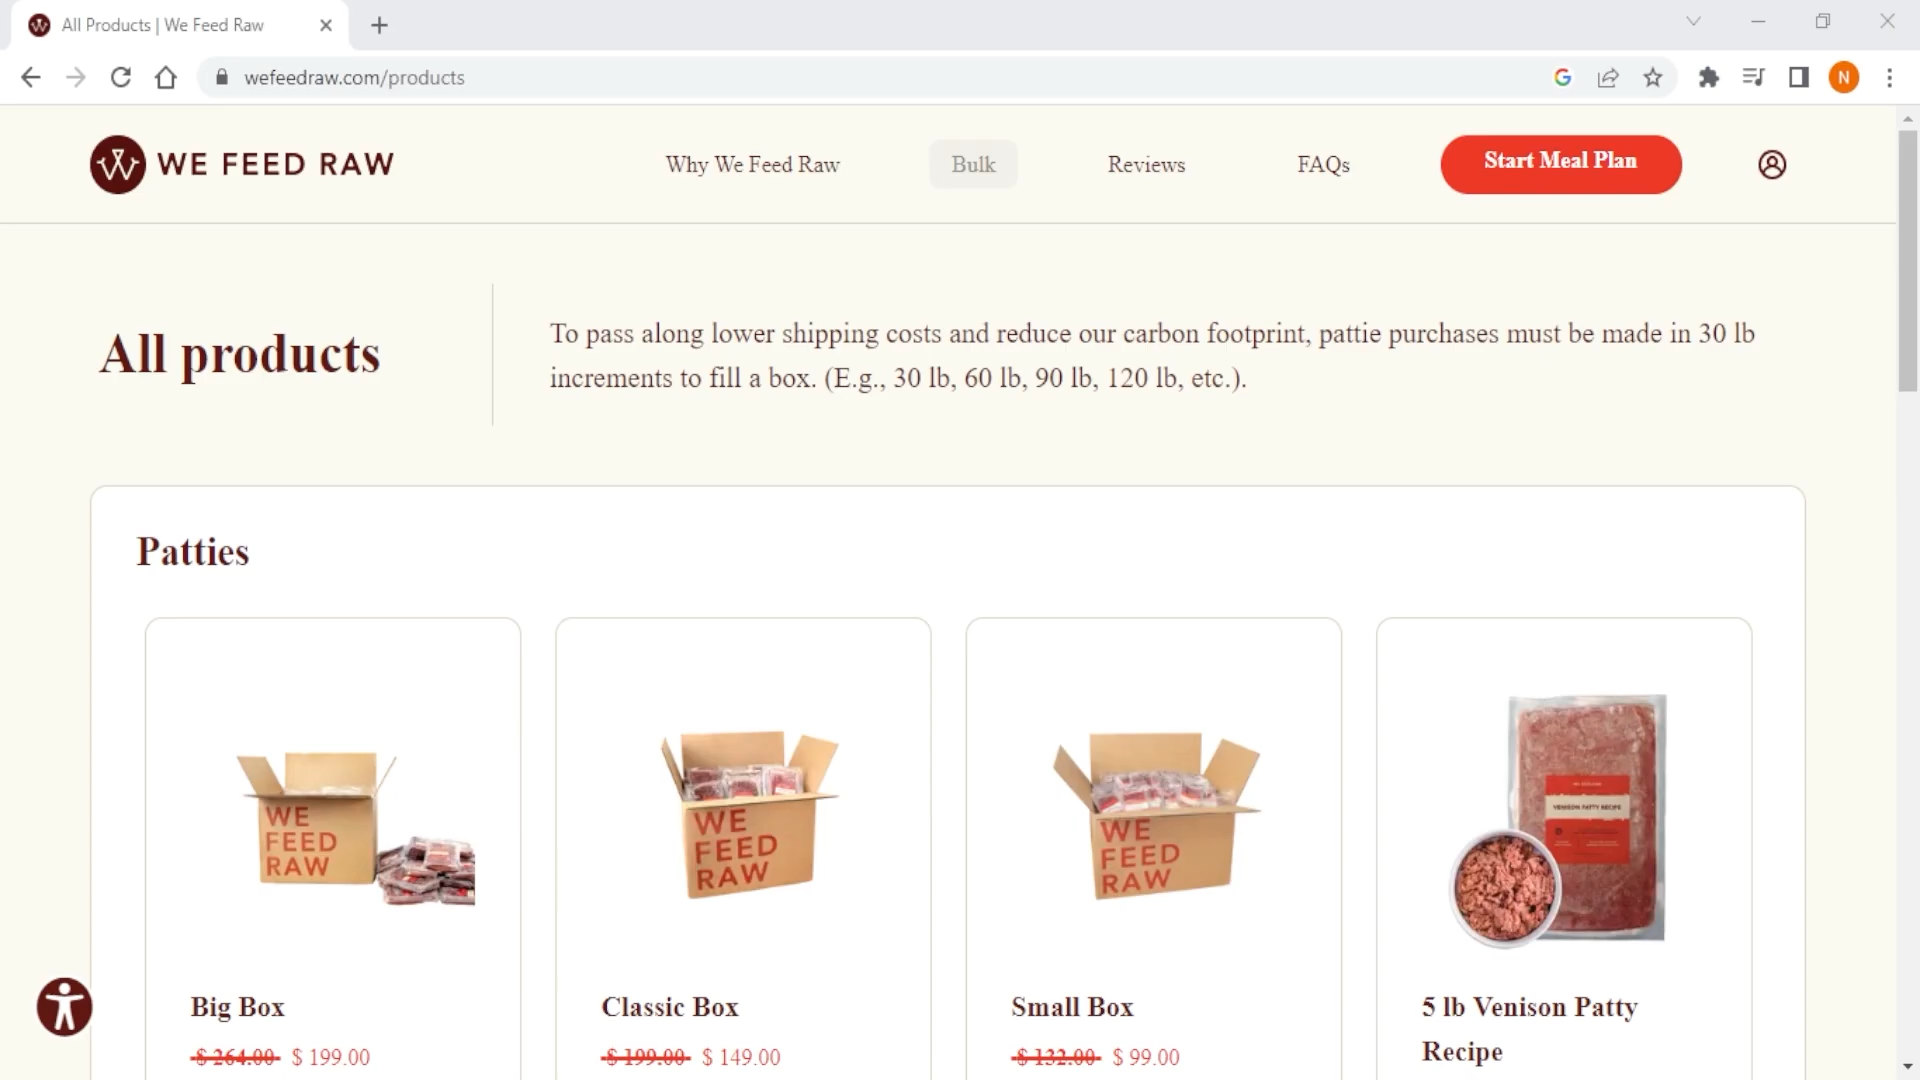 All Products | We Feed Raw
wefeedraw.com/products
N
WE FEED RAW
Why We Feed Raw
Bulk
Reviews
FAQs
Start Meal Plan
All products
To pass along lower shipping costs and reduce our carbon footprint, pattie purchases must be made in 30 lb
increments to fill a box. (E.g., 30 lb, 60 lb, 90 lb, 120 lb, etc.).
Patties
WE
FEED
RAW
WE
FEED
RAW
WE
FEED
RAW
VENISON PATTY RECIPE
Big Box
$ 264.00 $ 199.00
Classic Box
$ 199.00 $ 149.00
Small Box
$ 132.00 $ 99.00
5 lb Venison Patty
Recipe